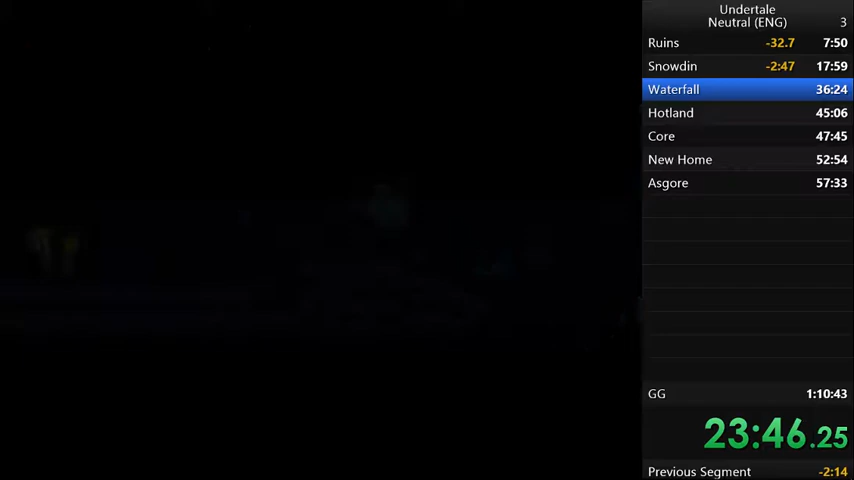 Undertale
Neutral (ENG) 3
Ruins -32.7 7:50
Snowdin -2:47 17:59
Waterfall 36:24
Hotland 45:06
Core 47:45
New Home 52:54
Asgore 57:33
GG 1:10:43
23:46.25
Previous Segment -2:14